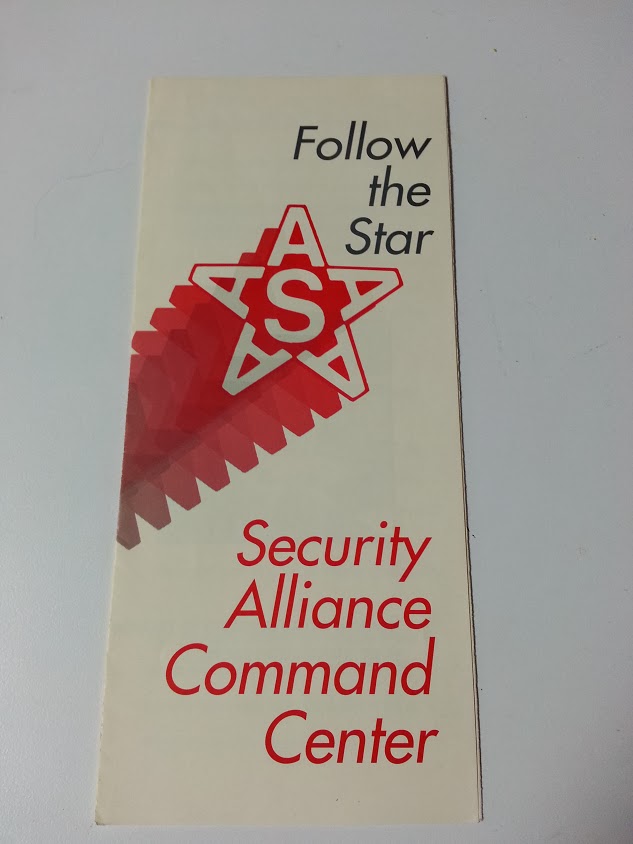 Follow
the
Star
A
A S A
A A
Security
Alliance
Command
Center